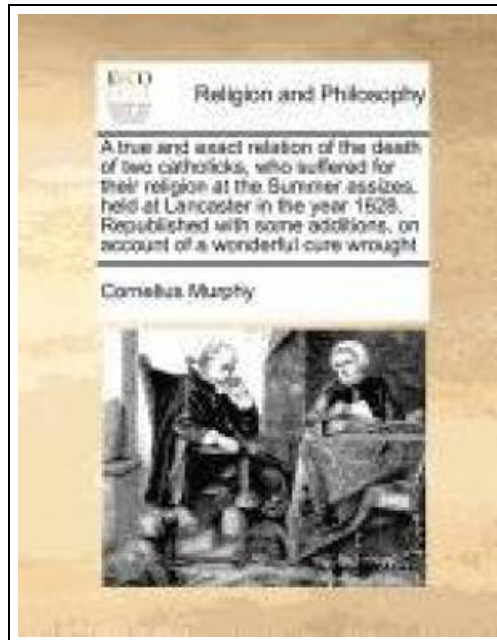 ECCO
Religion and Philosophy
A true and exact relation of the death
of two catholicks, who suffered for
their religion at the Summer assizes,
held at Lancaster in the year 1628.
Republished with some additions, on
account of a wonderful cure wrought
Cornelius Murphy